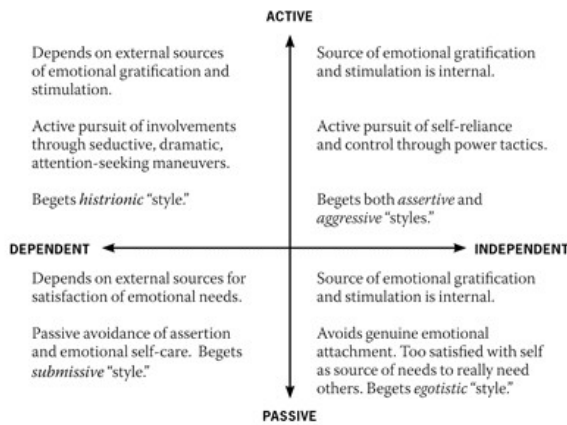 ACTIVE
Depends on external sources
of emotional gratification and
stimulation.
Active pursuit of involvements
through seductive, dramatic,
attention-seeking maneuvers.
Begets histrionic “style.”
Source of emotional gratification
and stimulation is internal.
Active pursuit of self-reliance
and control through power tactics.
Begets both assertive and
aggressive “styles.”
DEPENDENT
INDEPENDENT
Depends on external sources for
satisfaction of emotional needs.
Passive avoidance of assertion
and emotional self-care. Begets
submissive “style.”
Source of emotional gratification
and stimulation is internal.
Avoids genuine emotional
attachment. Too satisfied with self
as source of needs to really need
others. Begets egotistic “style.”
PASSIVE